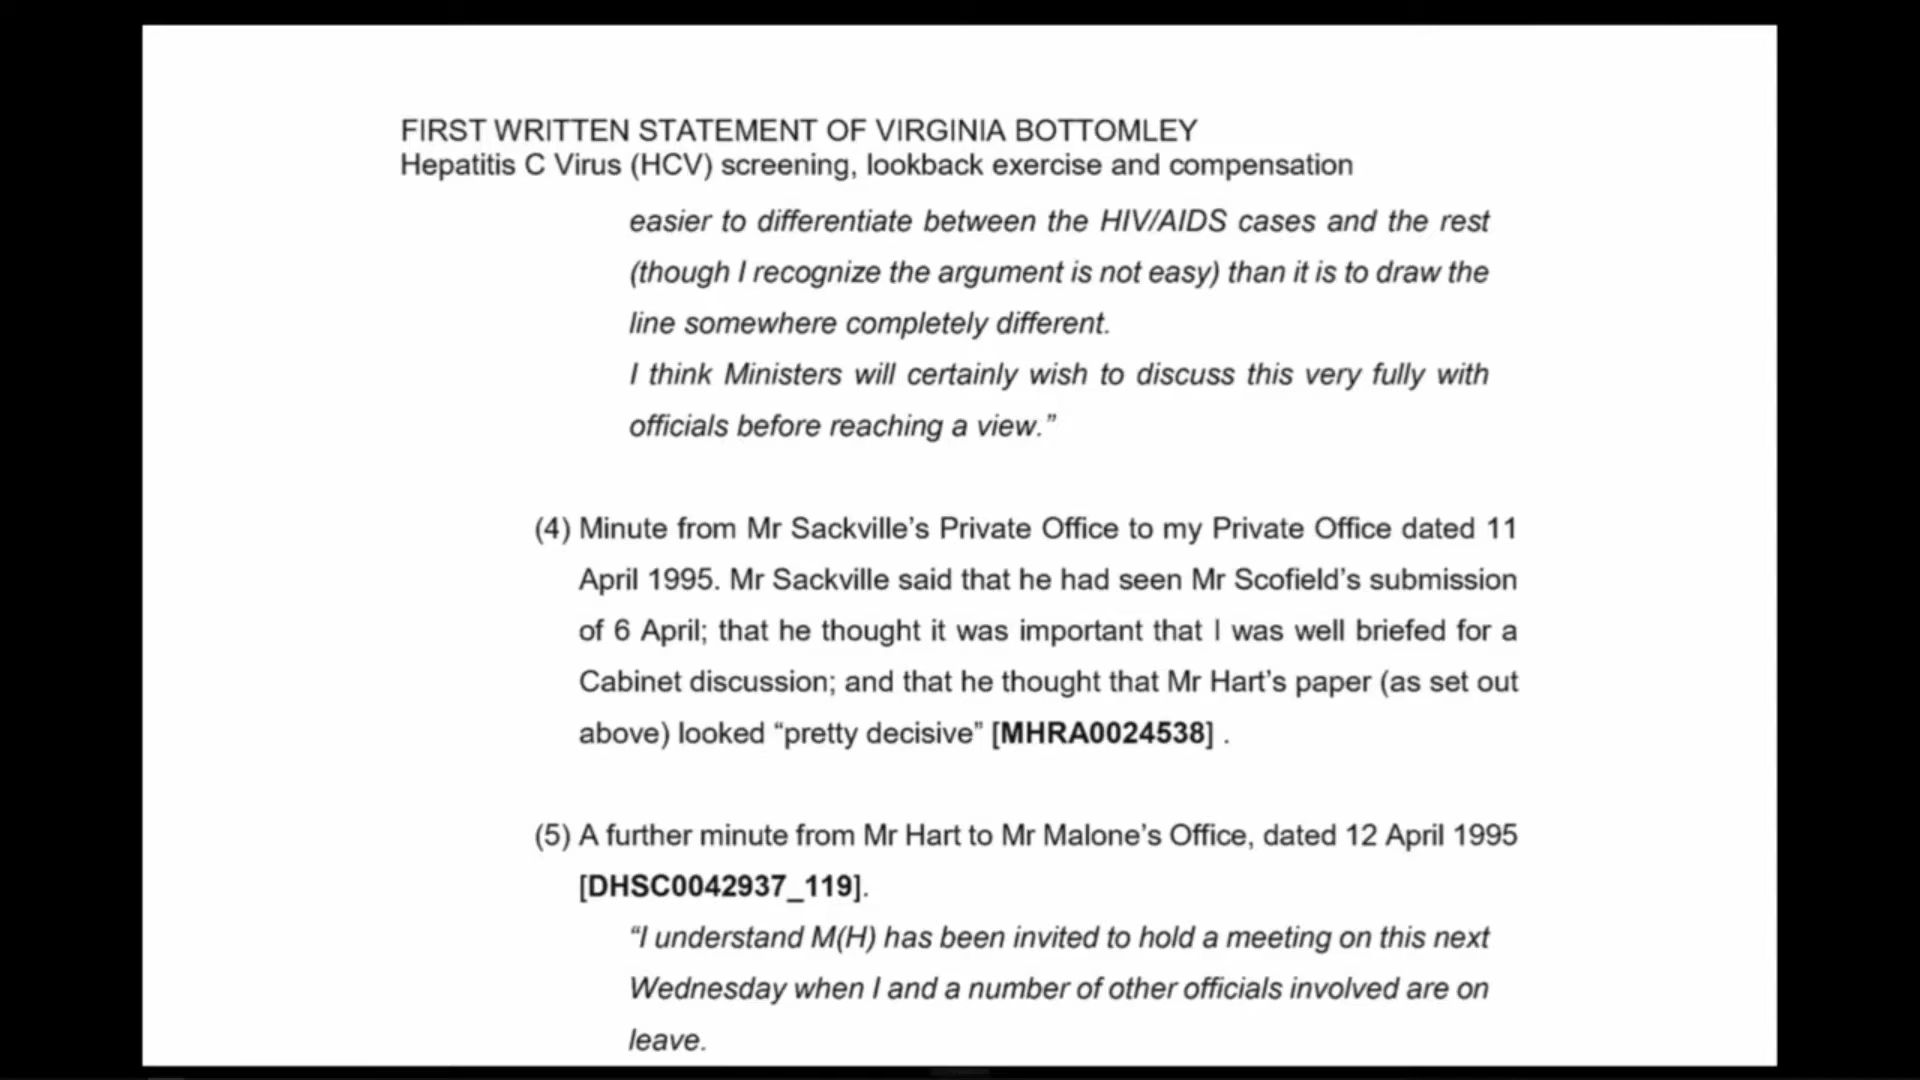 FIRST WRITTEN STATEMENT OF VIRGINIA BOTTOMLEY
Hepatitis C Virus (HCV) screening, lookback exercise and compensation
easier to differentiate between the HIV/AIDS cases and the rest
(though I recognize the argument is not easy) than it is to draw the
line somewhere completely different.
I think Ministers will certainly wish to discuss this very fully with
officials before reaching a view.”
(4) Minute from Mr Sackville’s Private Office to my Private Office dated 11
April 1995. Mr Sackville said that he had seen Mr Scofield’s submission
of 6 April; that he thought it was important that I was well briefed for a
Cabinet discussion; and that he thought that Mr Hart’s paper (as set out
above) looked “pretty decisive” [MHRA0024538] .
(5) A further minute from Mr Hart to Mr Malone’s Office, dated 12 April 1995
[DHSC0042937_119].
“I understand M(H) has been invited to hold a meeting on this next
Wednesday when I and a number of other officials involved are on
leave.